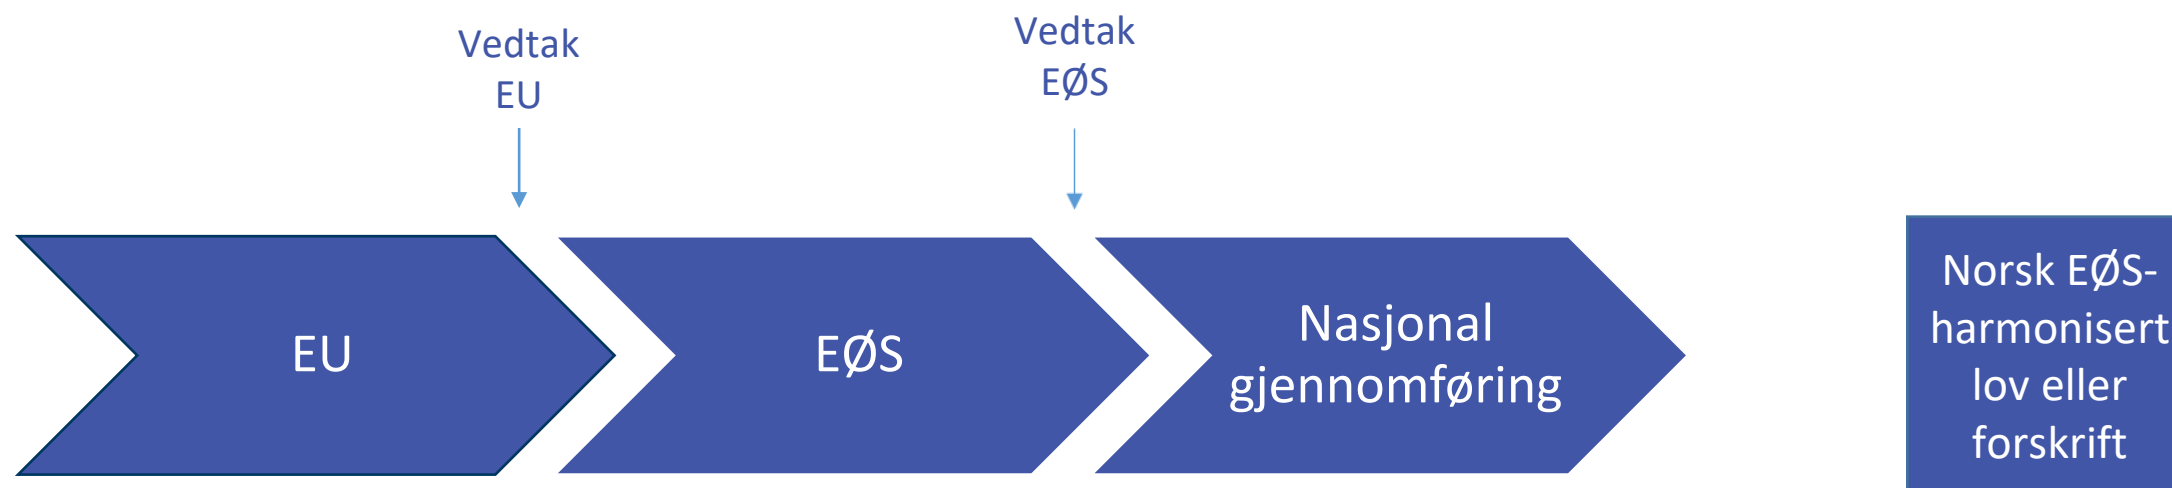 Vedtak
EU
Vedtak
EØS
EU
EØS
Nasjonal
gjennomføring
Norsk EØS-
harmonisert
lov eller
forskrift